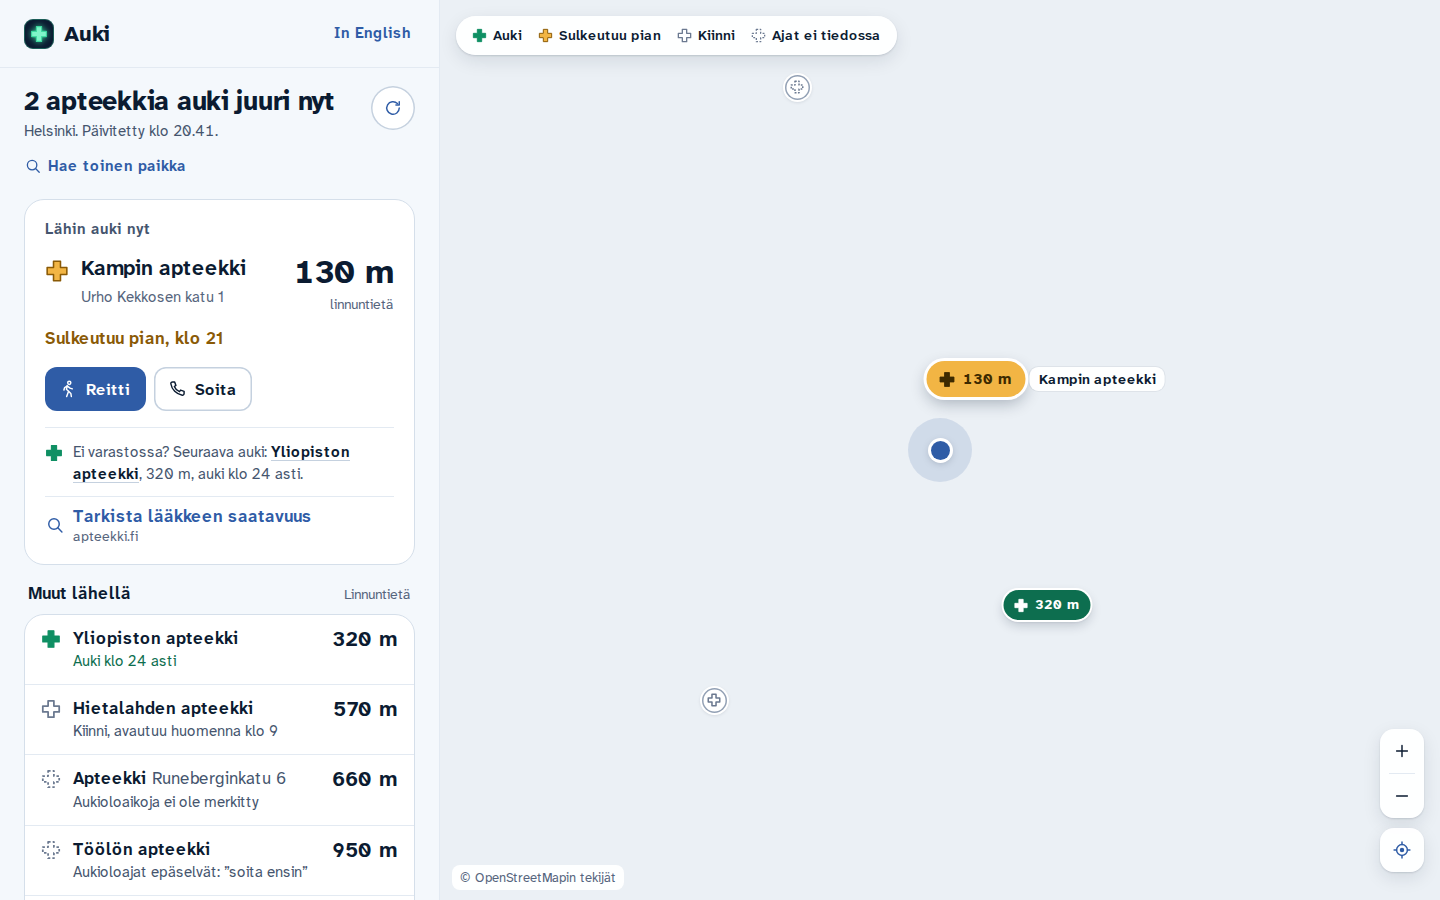 Auki
In English
2 apteekkia auki juuri nyt
Helsinki. Päivitetty klo 20.41.
Hae toinen paikka
Lähin auki nyt
Kampin apteekki
130 m
Urho Kekkosen katu 1
linnuntietä
Sulkeutuu pian, klo 21
Reitti
Soita
Ei varastossa? Seuraava auki: Yliopiston
apteekki, 320 m, auki klo 24 asti.
Tarkista lääkkeen saatavuus
apteekki.fi
Muut lähellä
Linnuntietä
Yliopiston apteekki
320 m
Auki klo 24 asti
Hietalahden apteekki
570 m
Kiinni, avautuu huomenna klo 9
Apteekki Runeberginkatu 6
660 m
Aukioloaikoja ei ole merkitty
Töölön apteekki
950 m
Aukioloajat epäselvät: ”soita ensin”
Auki
Sulkeutuu pian
Kiinni
Ajat ei tiedossa
130 m
Kampin apteekki
320 m
+
−
© OpenStreetMapin tekijät